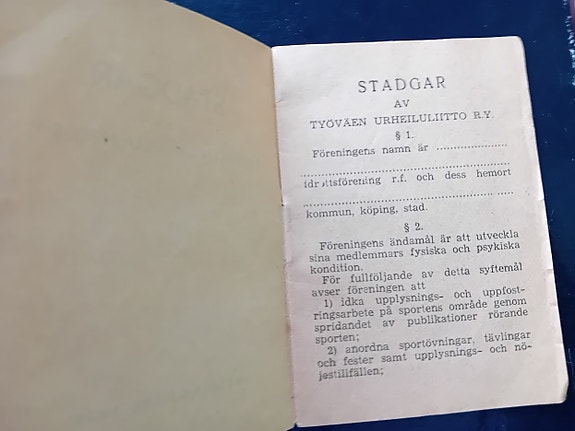 STADGAR
AV
TYÖVÄEN URHEILULIITTO R.Y.
§ 1.
Föreningens namn är ..................
..................................................
idrottsförening r.f. och dess hemort
..................................................
kommun, köping, stad.
§ 2.
Föreningens ändamål är att utveckla
sina medlemmars fysiska och psykiska
kondition.
För fullföljande av detta syftemål
avser föreningen att
1) idka upplysnings- och uppfost-
ringsarbete på sportens område genom
spridandet av publikationer rörande
sporten;
2) anordna sportövningar, tävlingar
och fester samt upplysnings- och nö-
jestillfällen;